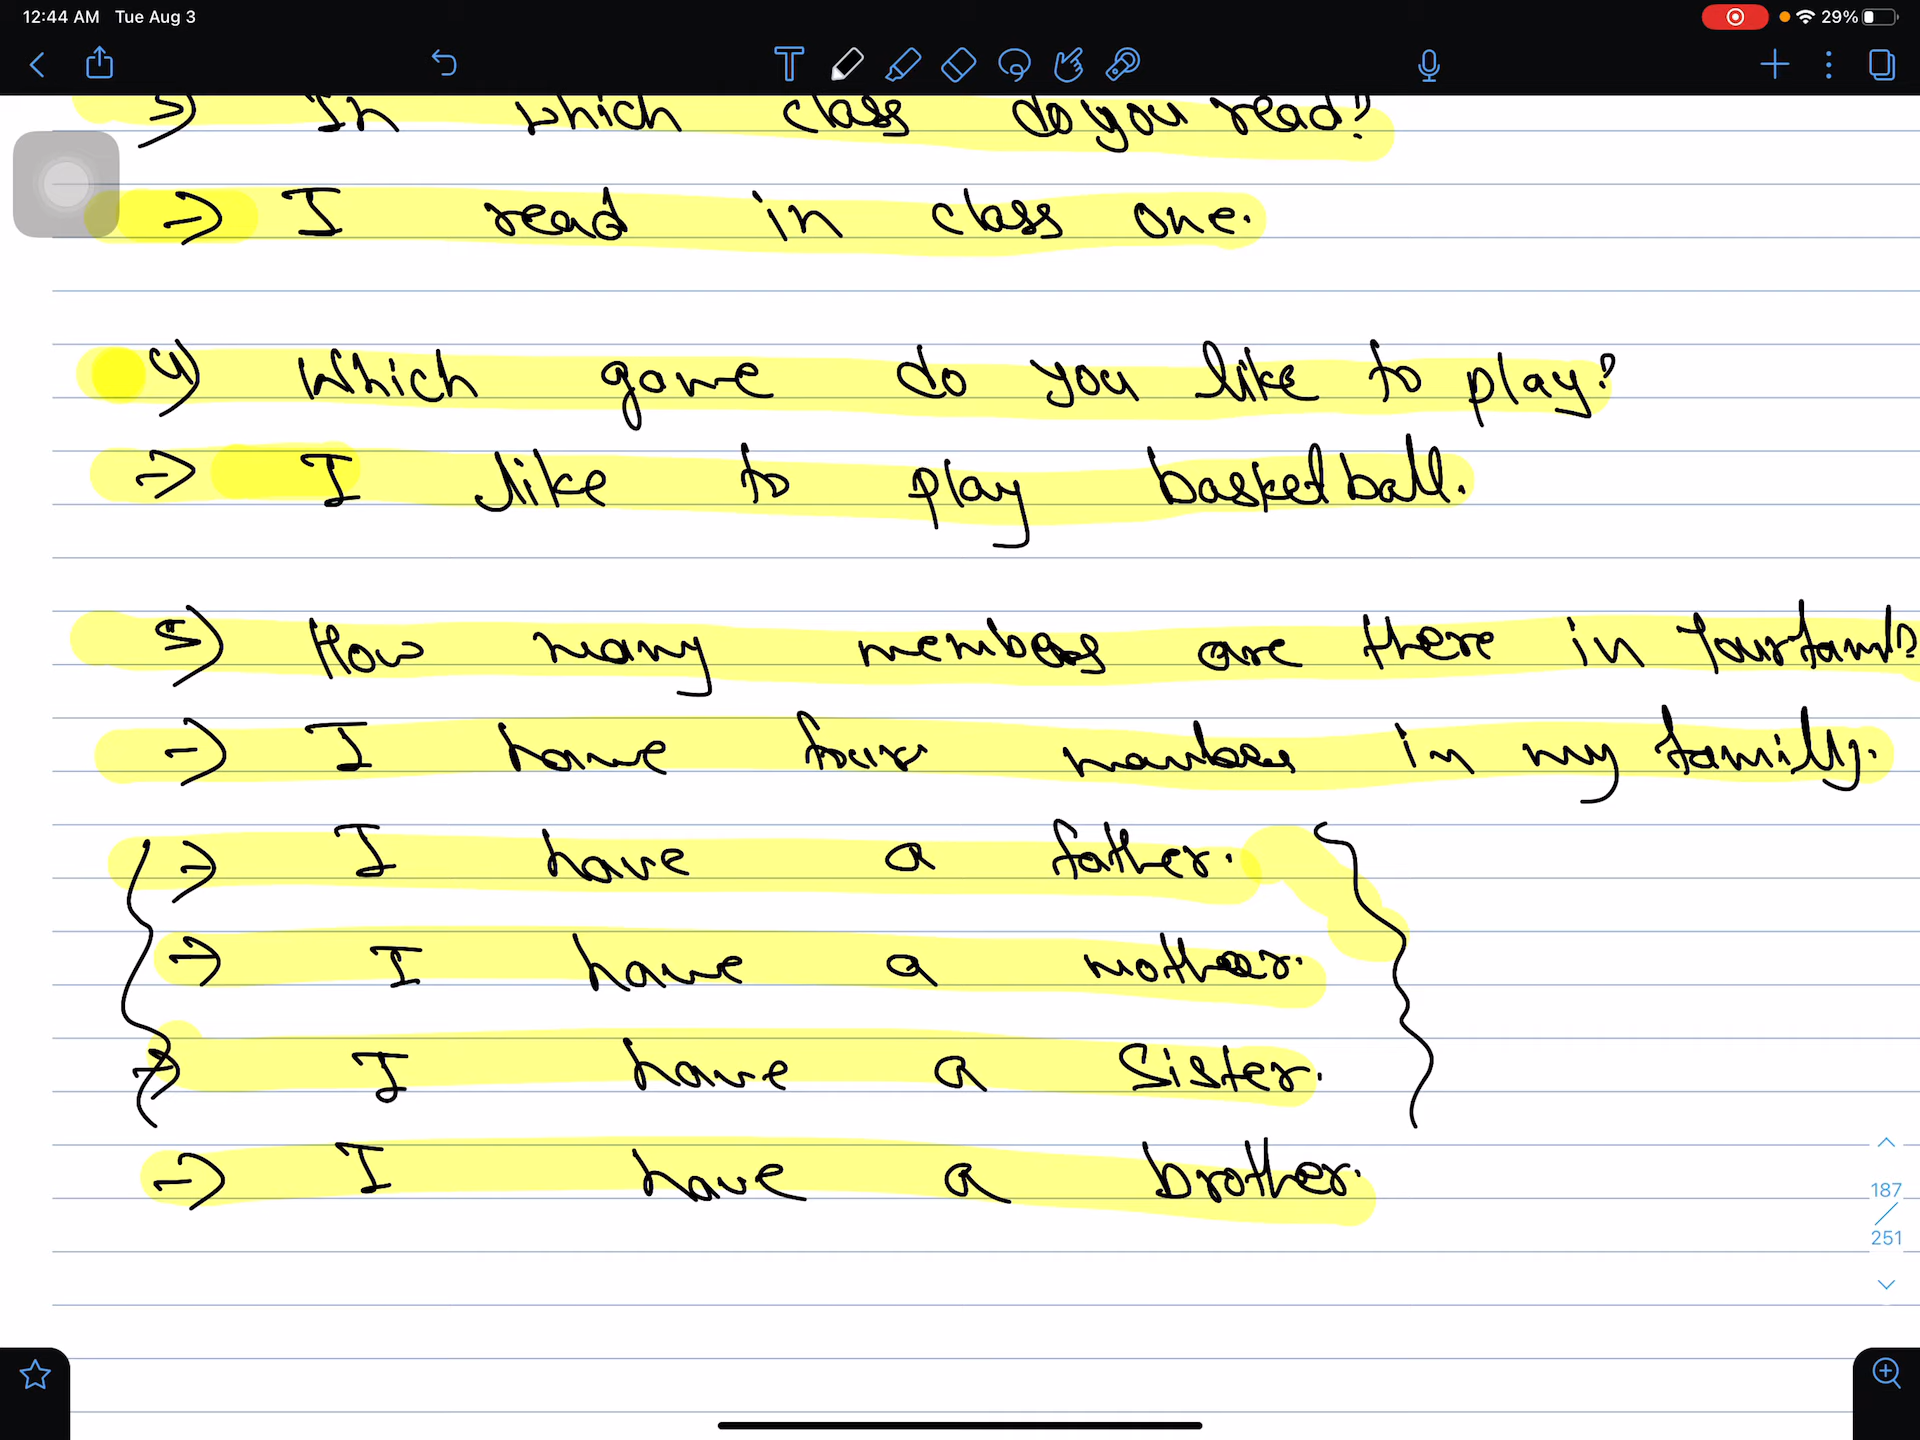 12:44 AM Tue Aug 3 29%
In which class do you read?
=> I read in class one.
4) Which game do you like to play?
=> I like to play basketball.
5) How many members are there in
=> I have four members in my family.
=> I have a father.
=> I have a mother.
=> I have a Sister.
=> I have a brother.
187
251